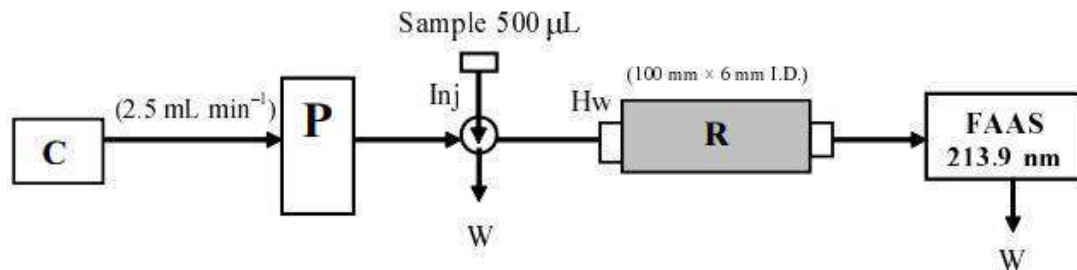 Sample 500 μL
(2.5 mL min⁻¹)
P
Inj
Hw
(100 mm × 6 mm I.D.)
C
R
FAAS
213.9 nm
W
W